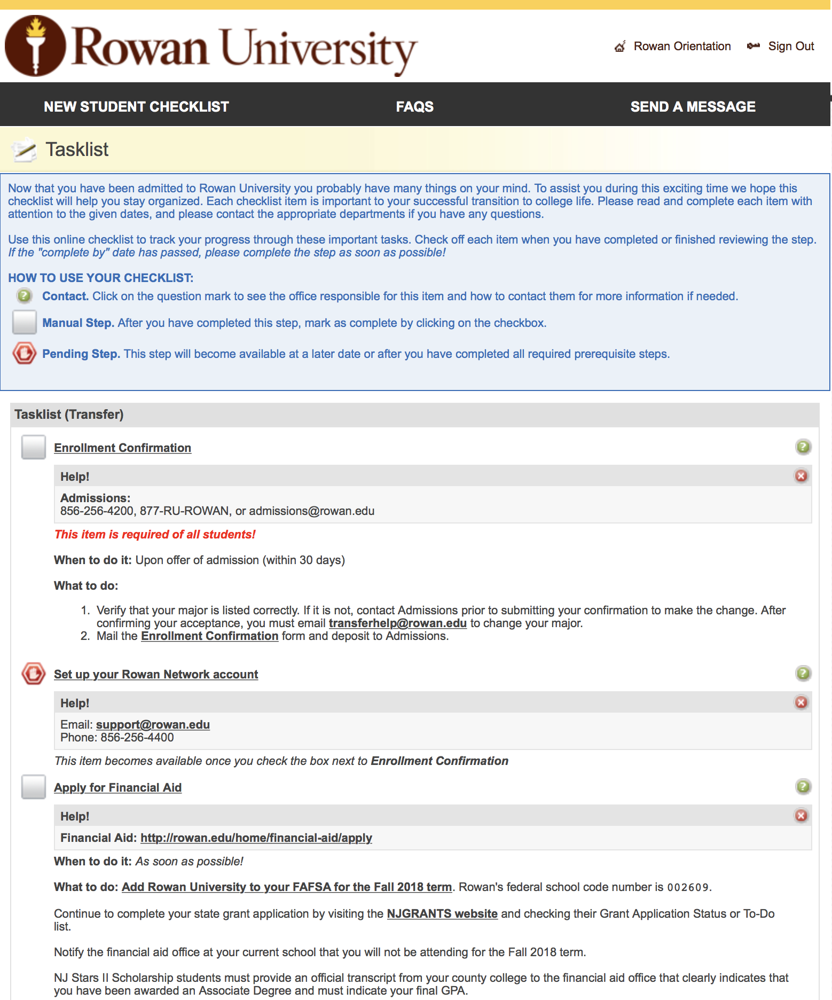 Rowan University
Rowan Orientation
Sign Out
NEW STUDENT CHECKLIST
FAQS
SEND A MESSAGE
Tasklist
Now that you have been admitted to Rowan University you probably have many things on your mind. To assist you during this exciting time we hope this
checklist will help you stay organized. Each checklist item is important to your successful transition to college life. Please read and complete each item with
attention to the given dates, and please contact the appropriate departments if you have any questions.
Use this online checklist to track your progress through these important tasks. Check off each item when you have completed or finished reviewing the step.
If the "complete by" date has passed, please complete the step as soon as possible!
HOW TO USE YOUR CHECKLIST:
? Contact. Click on the question mark to see the office responsible for this item and how to contact them for more information if needed.
Manual Step. After you have completed this step, mark as complete by clicking on the checkbox.
Pending Step. This step will become available at a later date or after you have completed all required prerequisite steps.
Tasklist (Transfer)
Enrollment Confirmation ?
Help!
Admissions:
856-256-4200, 877-RU-ROWAN, or admissions@rowan.edu
This item is required of all students!
When to do it: Upon offer of admission (within 30 days)
What to do:
1. Verify that your major is listed correctly. If it is not, contact Admissions prior to submitting your confirmation to make the change. After
confirming your acceptance, you must email transferhelp@rowan.edu to change your major.
2. Mail the Enrollment Confirmation form and deposit to Admissions.
Set up your Rowan Network account ?
Help!
Email: support@rowan.edu
Phone: 856-256-4400
This item becomes available once you check the box next to Enrollment Confirmation
Apply for Financial Aid ?
Help!
Financial Aid: http://rowan.edu/home/financial-aid/apply
When to do it: As soon as possible!
What to do: Add Rowan University to your FAFSA for the Fall 2018 term. Rowan's federal school code number is 002609.
Continue to complete your state grant application by visiting the NJGRANTS website and checking their Grant Application Status or To-Do
list.
Notify the financial aid office at your current school that you will not be attending for the Fall 2018 term.
NJ Stars II Scholarship students must provide an official transcript from your county college to the financial aid office that clearly indicates that
you have been awarded an Associate Degree and must indicate your final GPA.